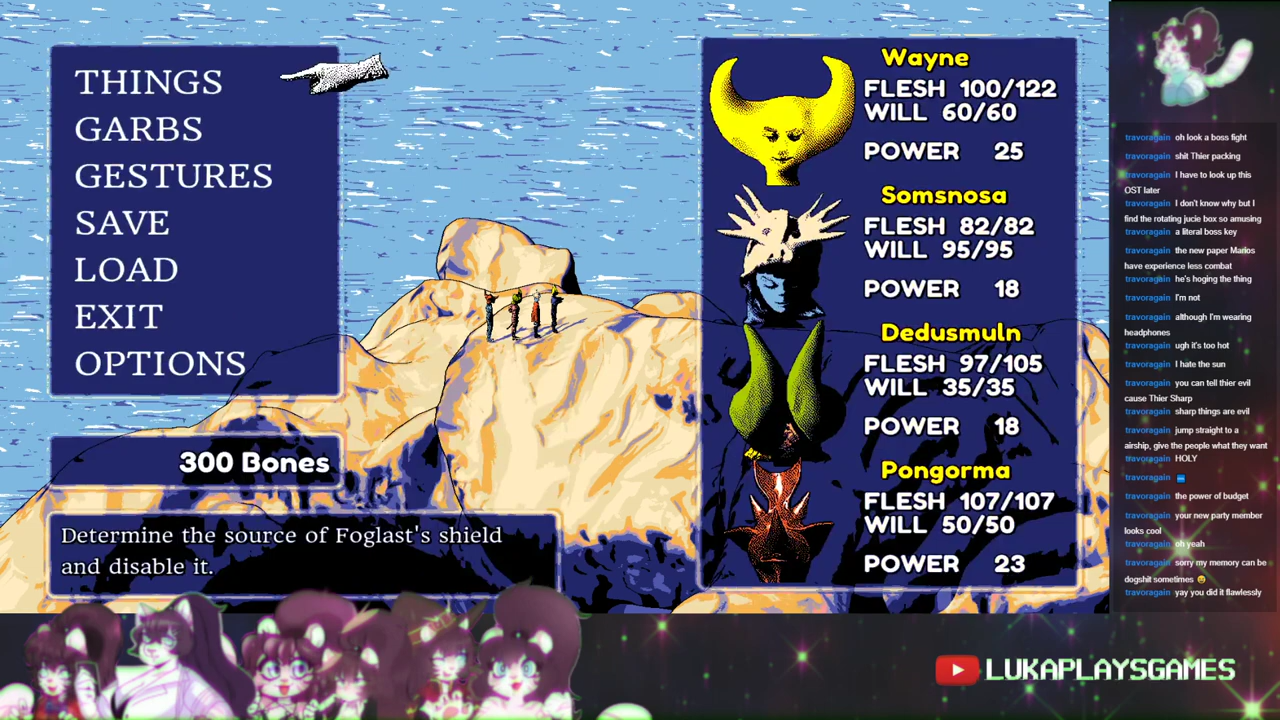 THINGS
GARBS
GESTURES
SAVE
LOAD
EXIT
OPTIONS
300 Bones
Determine the source of Foglast's shield
and disable it.
Wayne
FLESH 100/122
WILL 60/60
POWER 25
Somsnosa
FLESH 82/82
WILL 95/95
POWER 18
Dedusmuln
FLESH 97/105
WILL 35/35
POWER 18
Pongorma
FLESH 107/107
WILL 50/50
POWER 23
travoragain oh look a boss fight
travoragain shit Thier packing
travoragain I have to look up this
OST later
travoragain I don't know why but I
find the rotating jucie box so amusing
travoragain a literal boss key
travoragain the new paper Marios
have experience less combat
travoragain he's hoging the thing
travoragain I'm not
travoragain although I'm wearing
headphones
travoragain ugh it's too hot
travoragain I hate the sun
travoragain you can tell thier evil
cause Thier Sharp
travoragain sharp things are evil
travoragain jump straight to a
airship, give the people what they want
travoragain HOLY
travoragain
travoragain the power of budget
travoragain your new party member
looks cool
travoragain oh yeah
travoragain sorry my memory can be
dogshit sometimes
travoragain yay you did it flawlessly
LUKAPLAYSGAMES